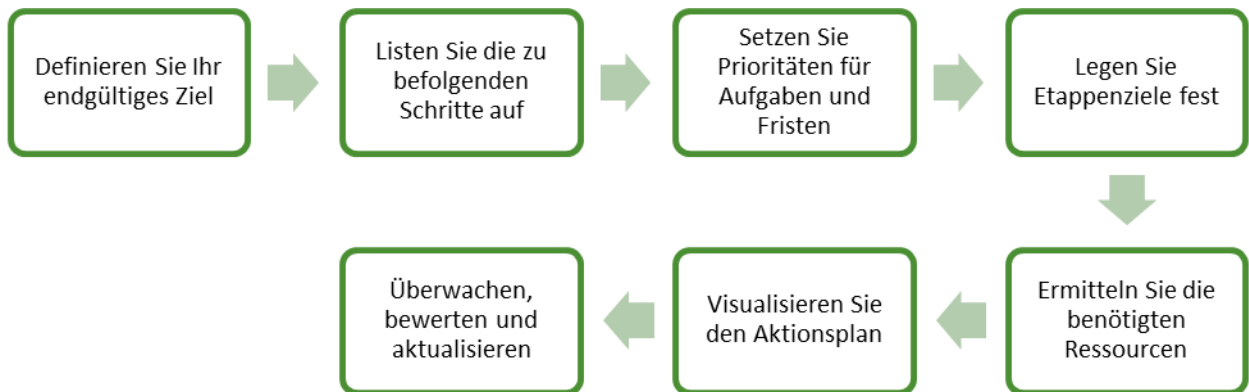 Definieren Sie Ihr
endgültiges Ziel
Listen Sie die zu
befolgenden
Schritte auf
Setzen Sie
Prioritäten für
Aufgaben und
Fristen
Legen Sie
Etappenziele fest
Ermitteln Sie die
benötigten
Ressourcen
Visualisieren Sie
den Aktionsplan
Überwachen,
bewerten und
aktualisieren